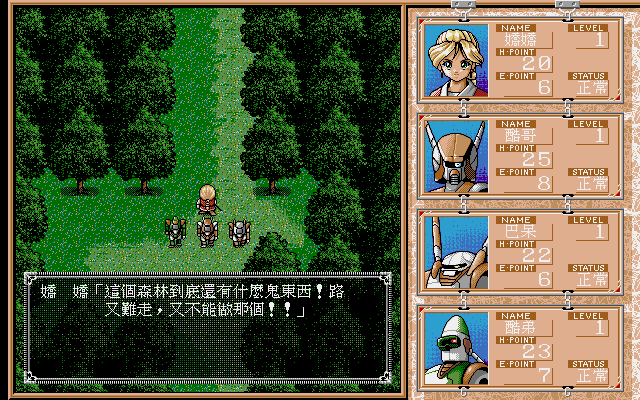 NAME LEVEL
嬌嬌 1
H·POINT
20
E·POINT STATUS
6 正常
NAME LEVEL
酷哥 1
H·POINT
25
E·POINT STATUS
8 正常
NAME LEVEL
巴呆 1
H·POINT
22
E·POINT STATUS
6 正常
NAME LEVEL
酷弟 1
H·POINT
23
E·POINT STATUS
7 正常
嬌　嬌「這個森林到底還有什麼鬼東西！路
又難走，又不能做那個！！」